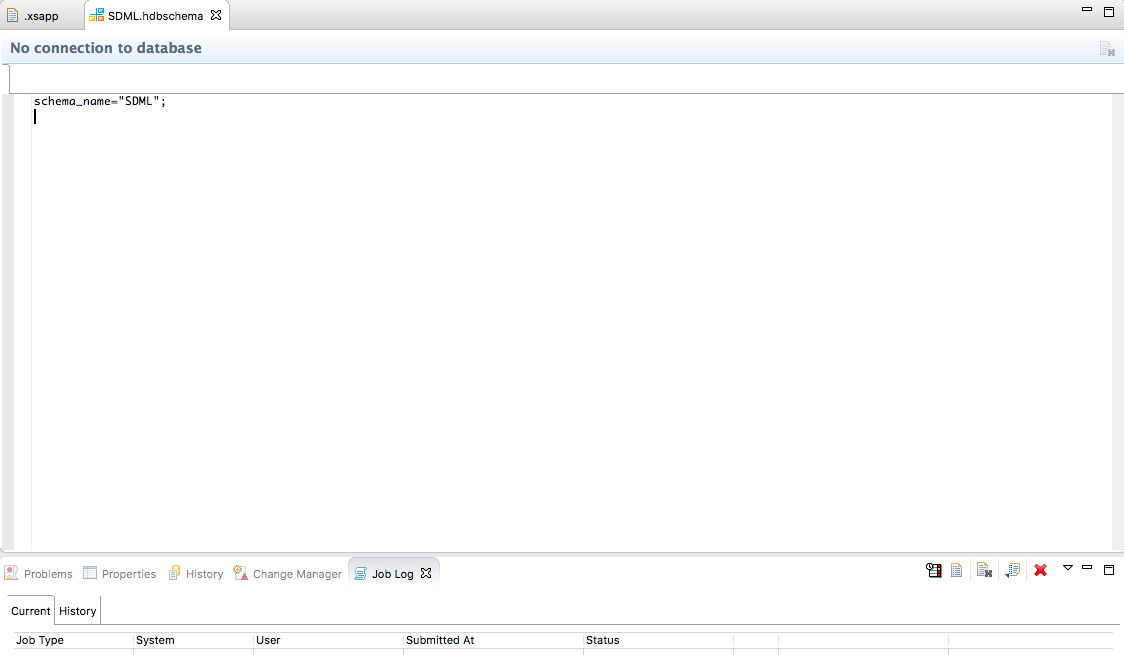 .xsapp SDML.hdbschema
No connection to database
schema_name="SDML";
Problems Properties History Change Manager Job Log
Current History
Job Type System User Submitted At Status